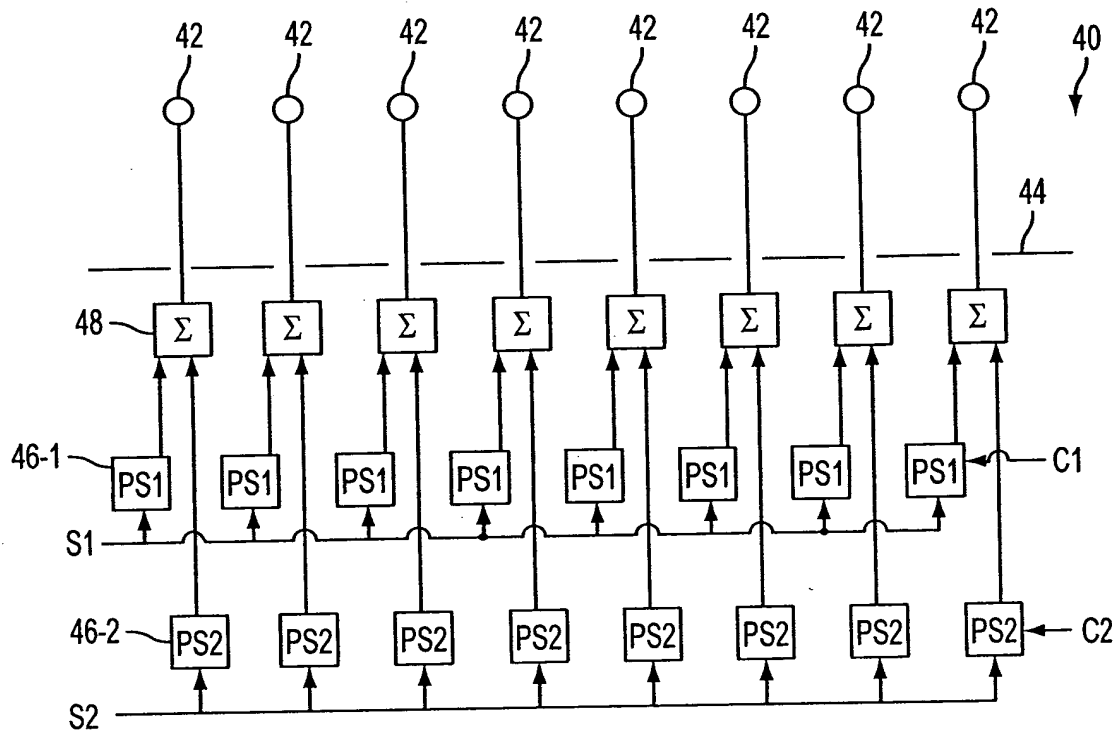 42 42 42 42 42 42 42 42
40
44
48 Σ Σ Σ Σ Σ Σ Σ Σ
46-1 PS1 PS1 PS1 PS1 PS1 PS1 PS1 PS1 C1
S1
46-2 PS2 PS2 PS2 PS2 PS2 PS2 PS2 PS2 C2
S2